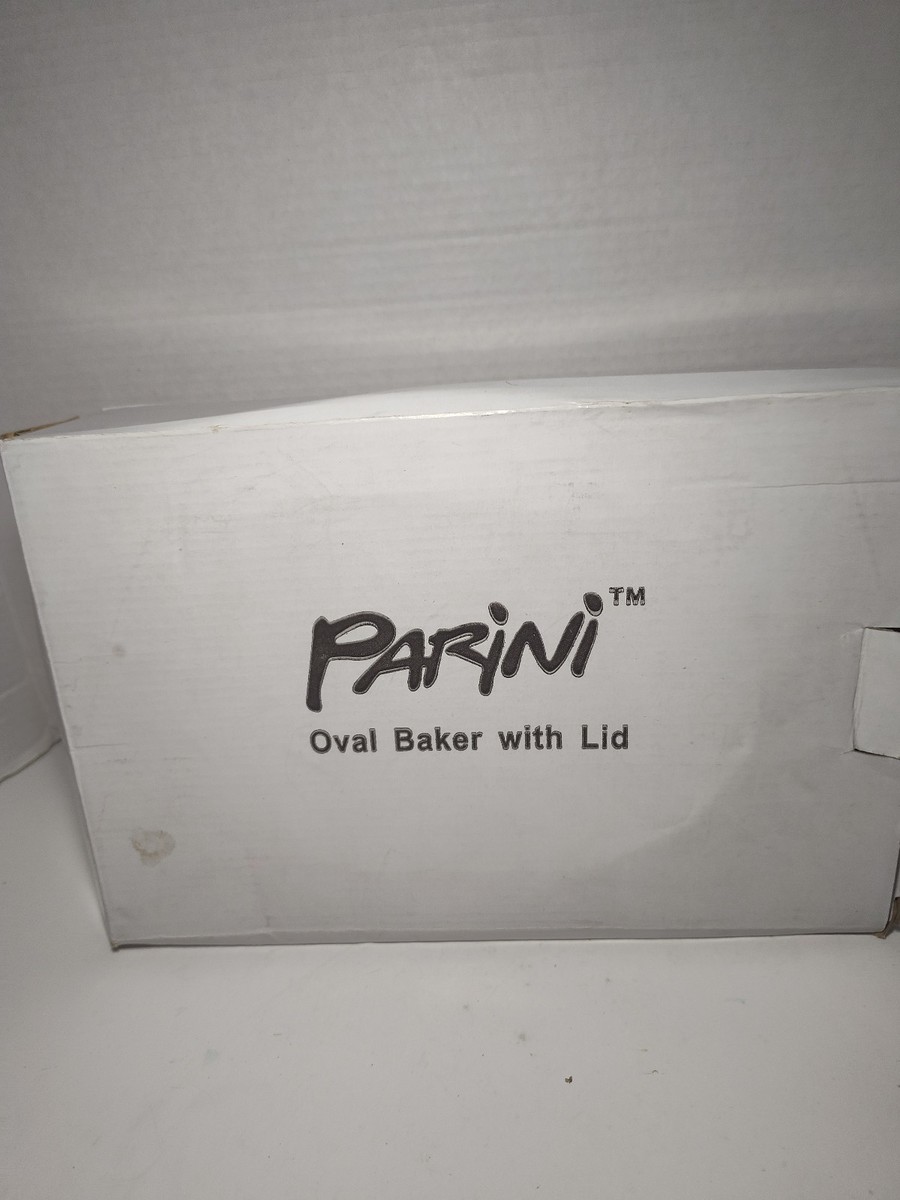 PARiNi™
Oval Baker with Lid